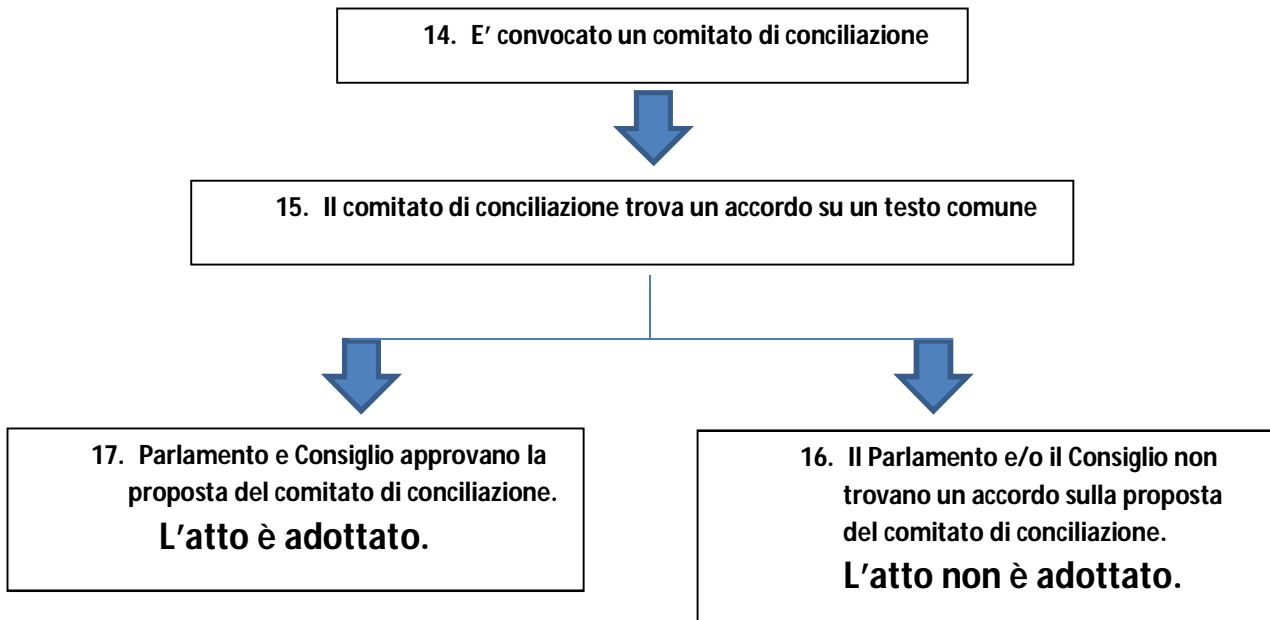 14. E’ convocato un comitato di conciliazione
15. Il comitato di conciliazione trova un accordo su un testo comune
17. Parlamento e Consiglio approvano la
proposta del comitato di conciliazione.
L’atto è adottato.
16. Il Parlamento e/o il Consiglio non
trovano un accordo sulla proposta
del comitato di conciliazione.
L’atto non è adottato.